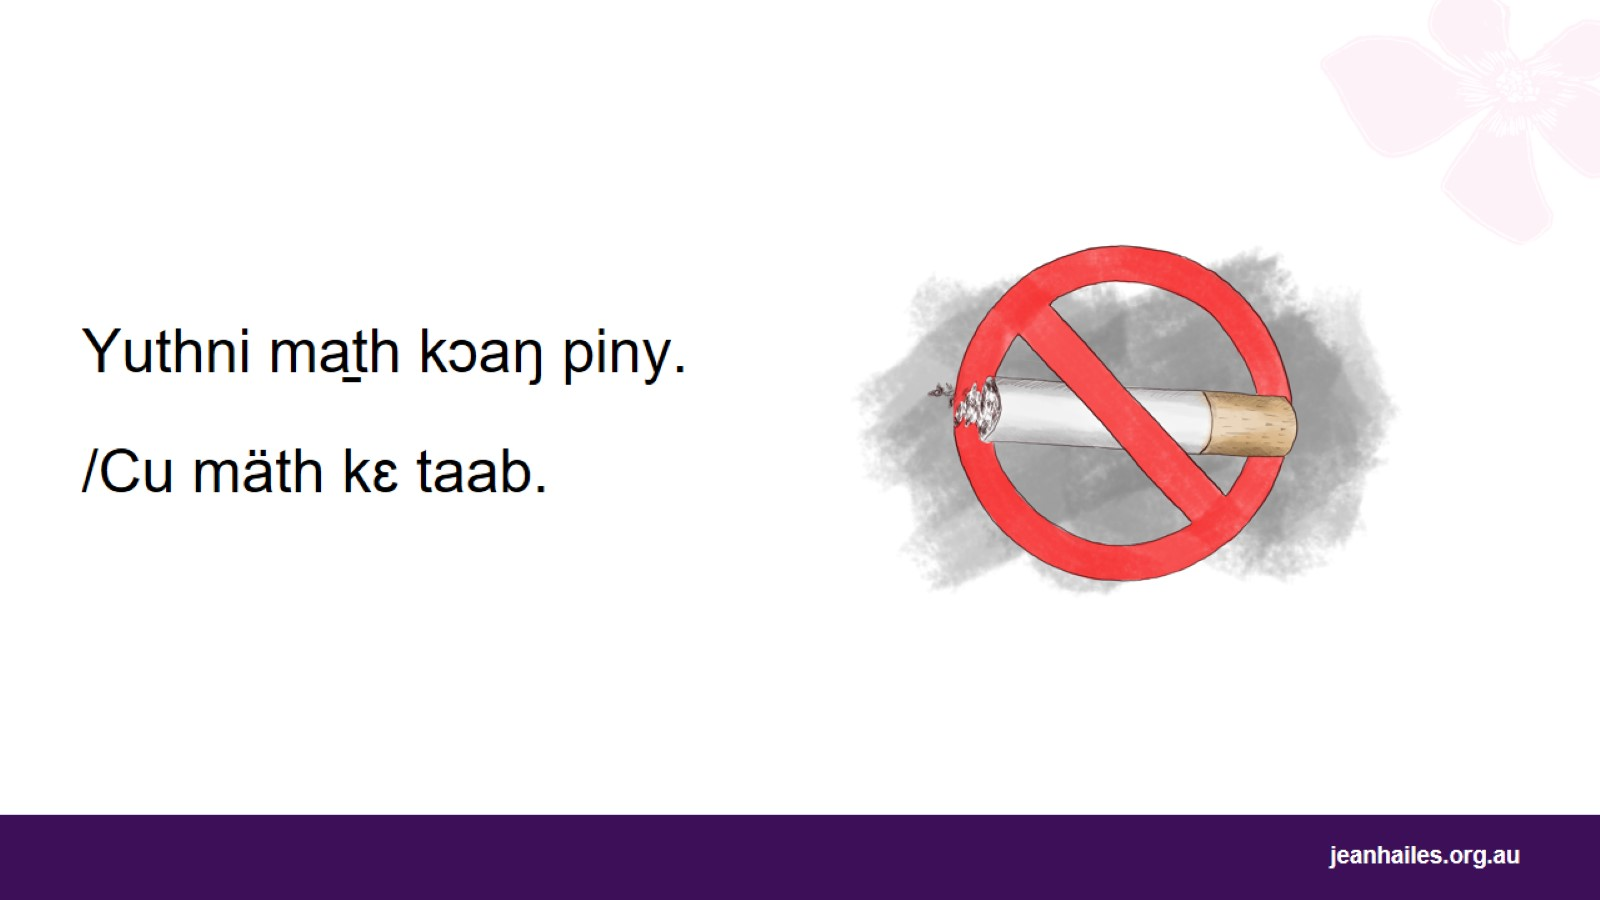 Yuthni ma̱th kɔaŋ piny.
/Cu mäth kɛ taab.
jeanhailes.org.au